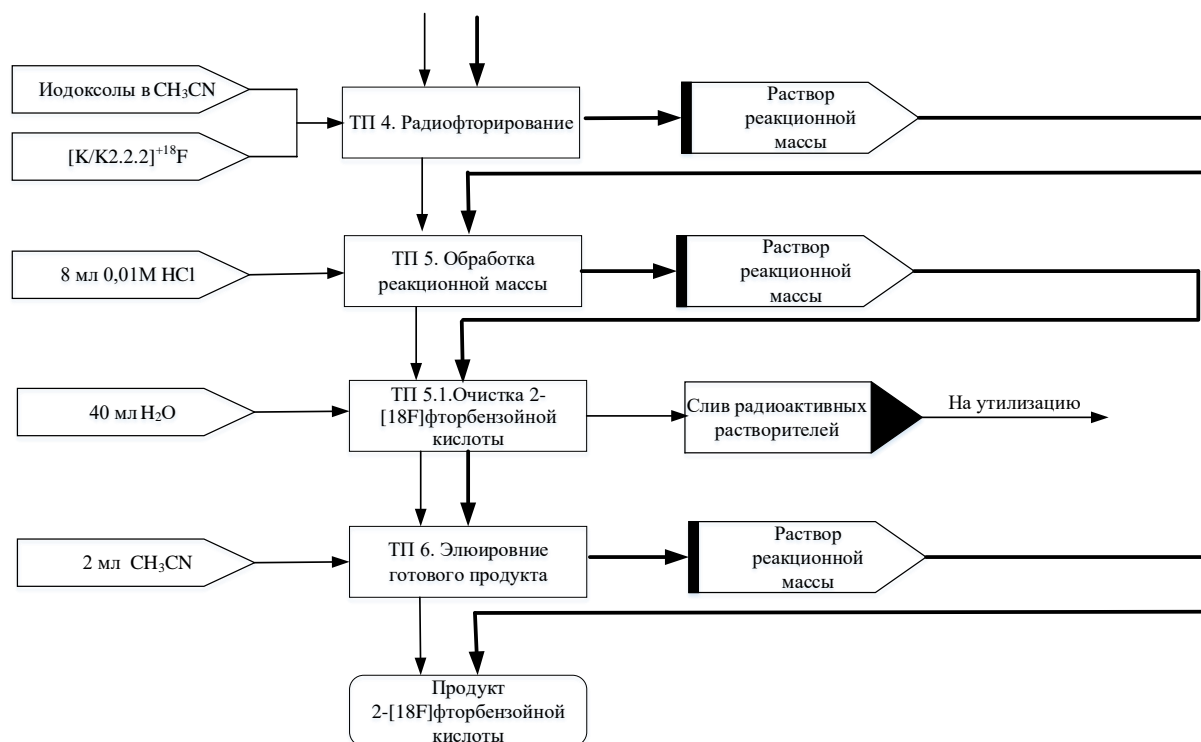 Иодоксолы в CH₃CN
[K/K2.2.2]⁺¹⁸F
ТП 4. Радиофторирование
Раствор
реакционной
массы
8 мл 0,01М HCl
ТП 5. Обработка
реакционной массы
Раствор
реакционной
массы
40 мл H₂O
ТП 5.1.Очистка 2-
[18F]фторбензойной
кислоты
Слив радиоактивных
растворителей
На утилизацию
2 мл CH₃CN
ТП 6. Элюировние
готового продукта
Раствор
реакционной
массы
Продукт
2-[18F]фторбензойной
кислоты